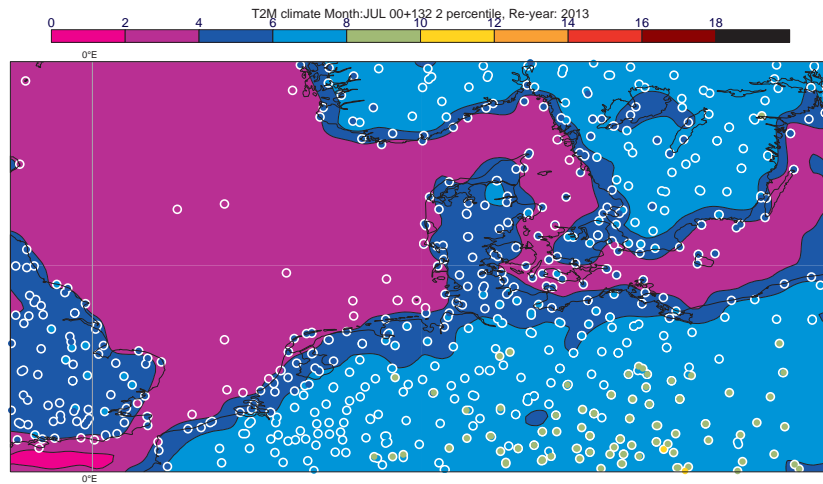 T2M climate Month:JUL 00+132 2 percentile, Re-year: 2013
0 2 4 6 8 10 12 14 16 18
0°E
0°E